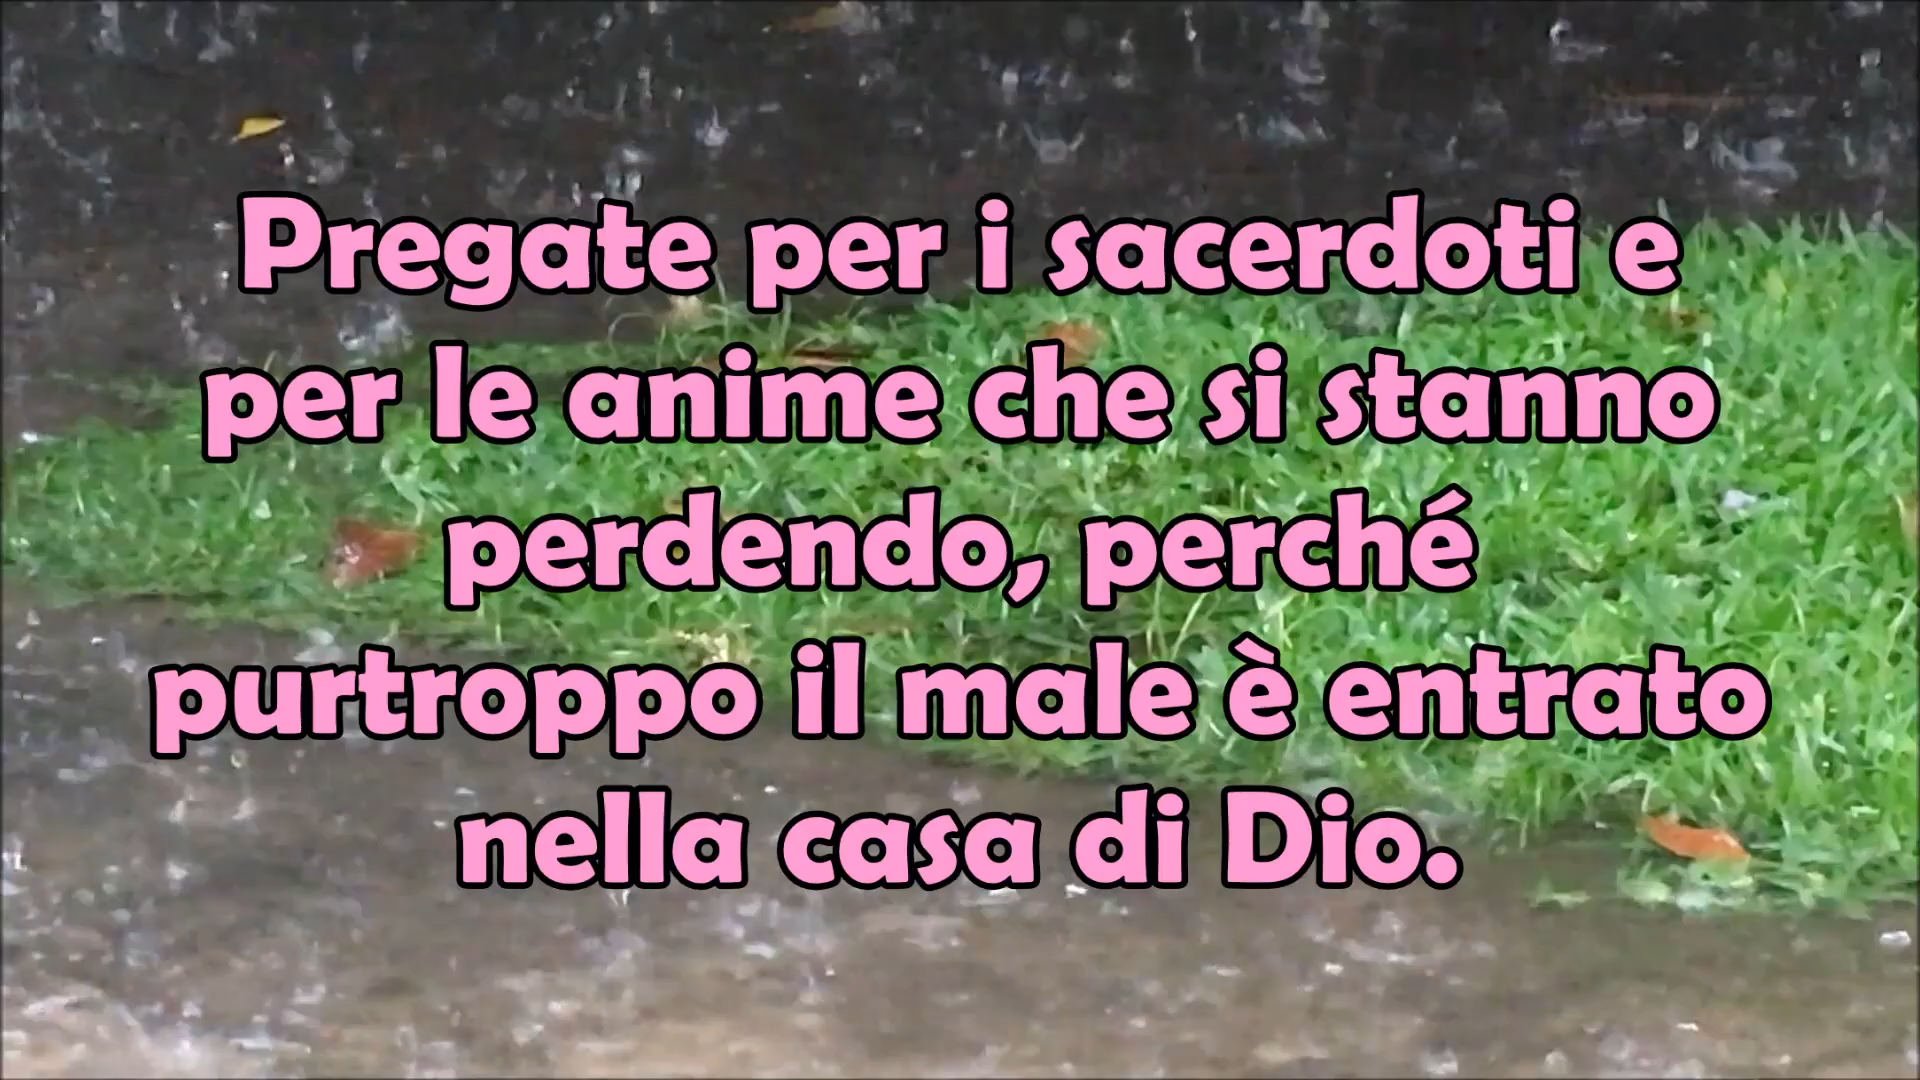 Pregate per i sacerdoti e
per le anime che si stanno
perdendo, perché
purtroppo il male è entrato
nella casa di Dio.